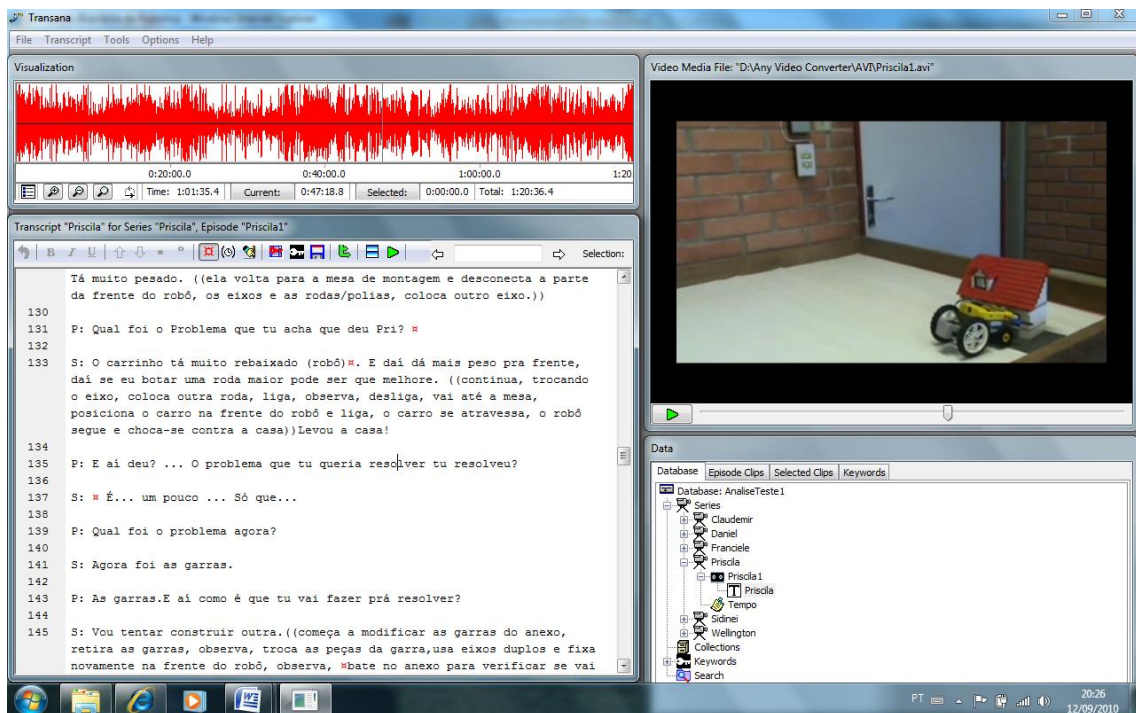 Transana
File Transcript Tools Options Help
Visualization
0:20:00.0 0:40:00.0 1:00:00.0 1:20
Time: 1:01:35.4 Current: 0:47:18.8 Selected: 0:00:00.0 Total: 1:20:36.4
Transcript "Priscila" for Series "Priscila", Episode "Priscila1"
B I U Selection:
Tá muito pesado. ((ela volta para a mesa de montagem e desconecta a parte
da frente do robô, os eixos e as rodas/polias, coloca outro eixo.))
130
131 P: Qual foi o Problema que tu acha que deu Pri? ¤
132
133 S: O carrinho tá muito rebaixado (robô)¤. E daí dá mais peso pra frente,
daí se eu botar uma roda maior pode ser que melhore. ((continua, trocando
o eixo, coloca outra roda, liga, observa, desliga, vai até a mesa,
posiciona o carro na frente do robô e liga, o carro se atravessa, o robô
segue e choca-se contra a casa))Levou a casa!
134
135 P: E aí deu? ... O problema que tu queria resolver tu resolveu?
136
137 S: ¤ É... um pouco ... Só que...
138
139 P: Qual foi o problema agora?
140
141 S: Agora foi as garras.
142
143 P: As garras.E aí como é que tu vai fazer prá resolver?
144
145 S: Vou tentar construir outra.((começa a modificar as garras do anexo,
retira as garras, observa, troca as peças da garra,usa eixos duplos e fixa
novamente na frente do robô, observa, ¤bate no anexo para verificar se vai
Video Media File: "D:\Any Video Converter\AVI\Priscila1.avi"
Data
Database Episode Clips Selected Clips Keywords
Database: AnaliseTeste1
Series
Claudemir
Daniel
Franciele
Priscila
Priscila1
T Priscila
Tempo
Sidinei
Wellington
Collections
Keywords
Search
PT 20:26
12/09/2010